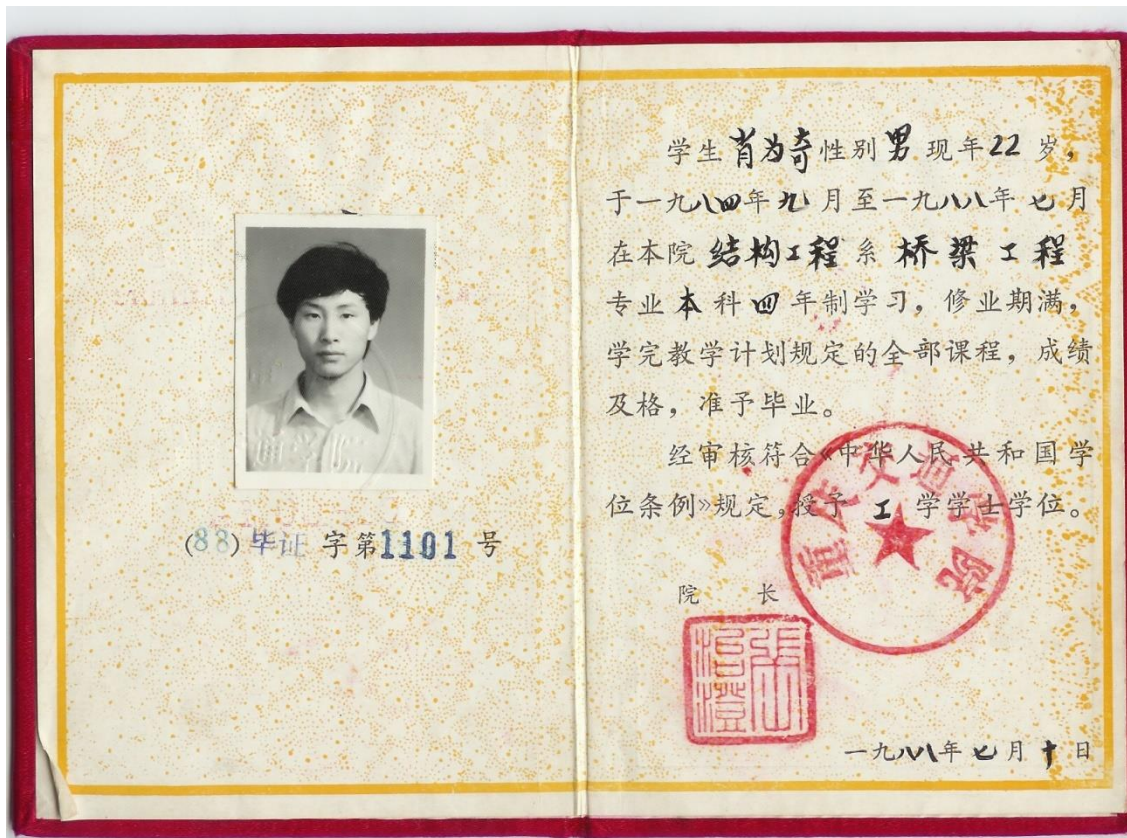 (88) 毕证 字第1101 号
学生肖为奇性别男现年22 岁,
于一九八四年九月至一九八八年七月
在本院结构工程系桥梁工程
专业本科四年制学习，修业期满，
学完教学计划规定的全部课程，成绩
及格，准予毕业。
经审核符合《中华人民共和国学
位条例》规定，授予工学学士学位。
重庆交通学院
院 长
一九八八年七月十日